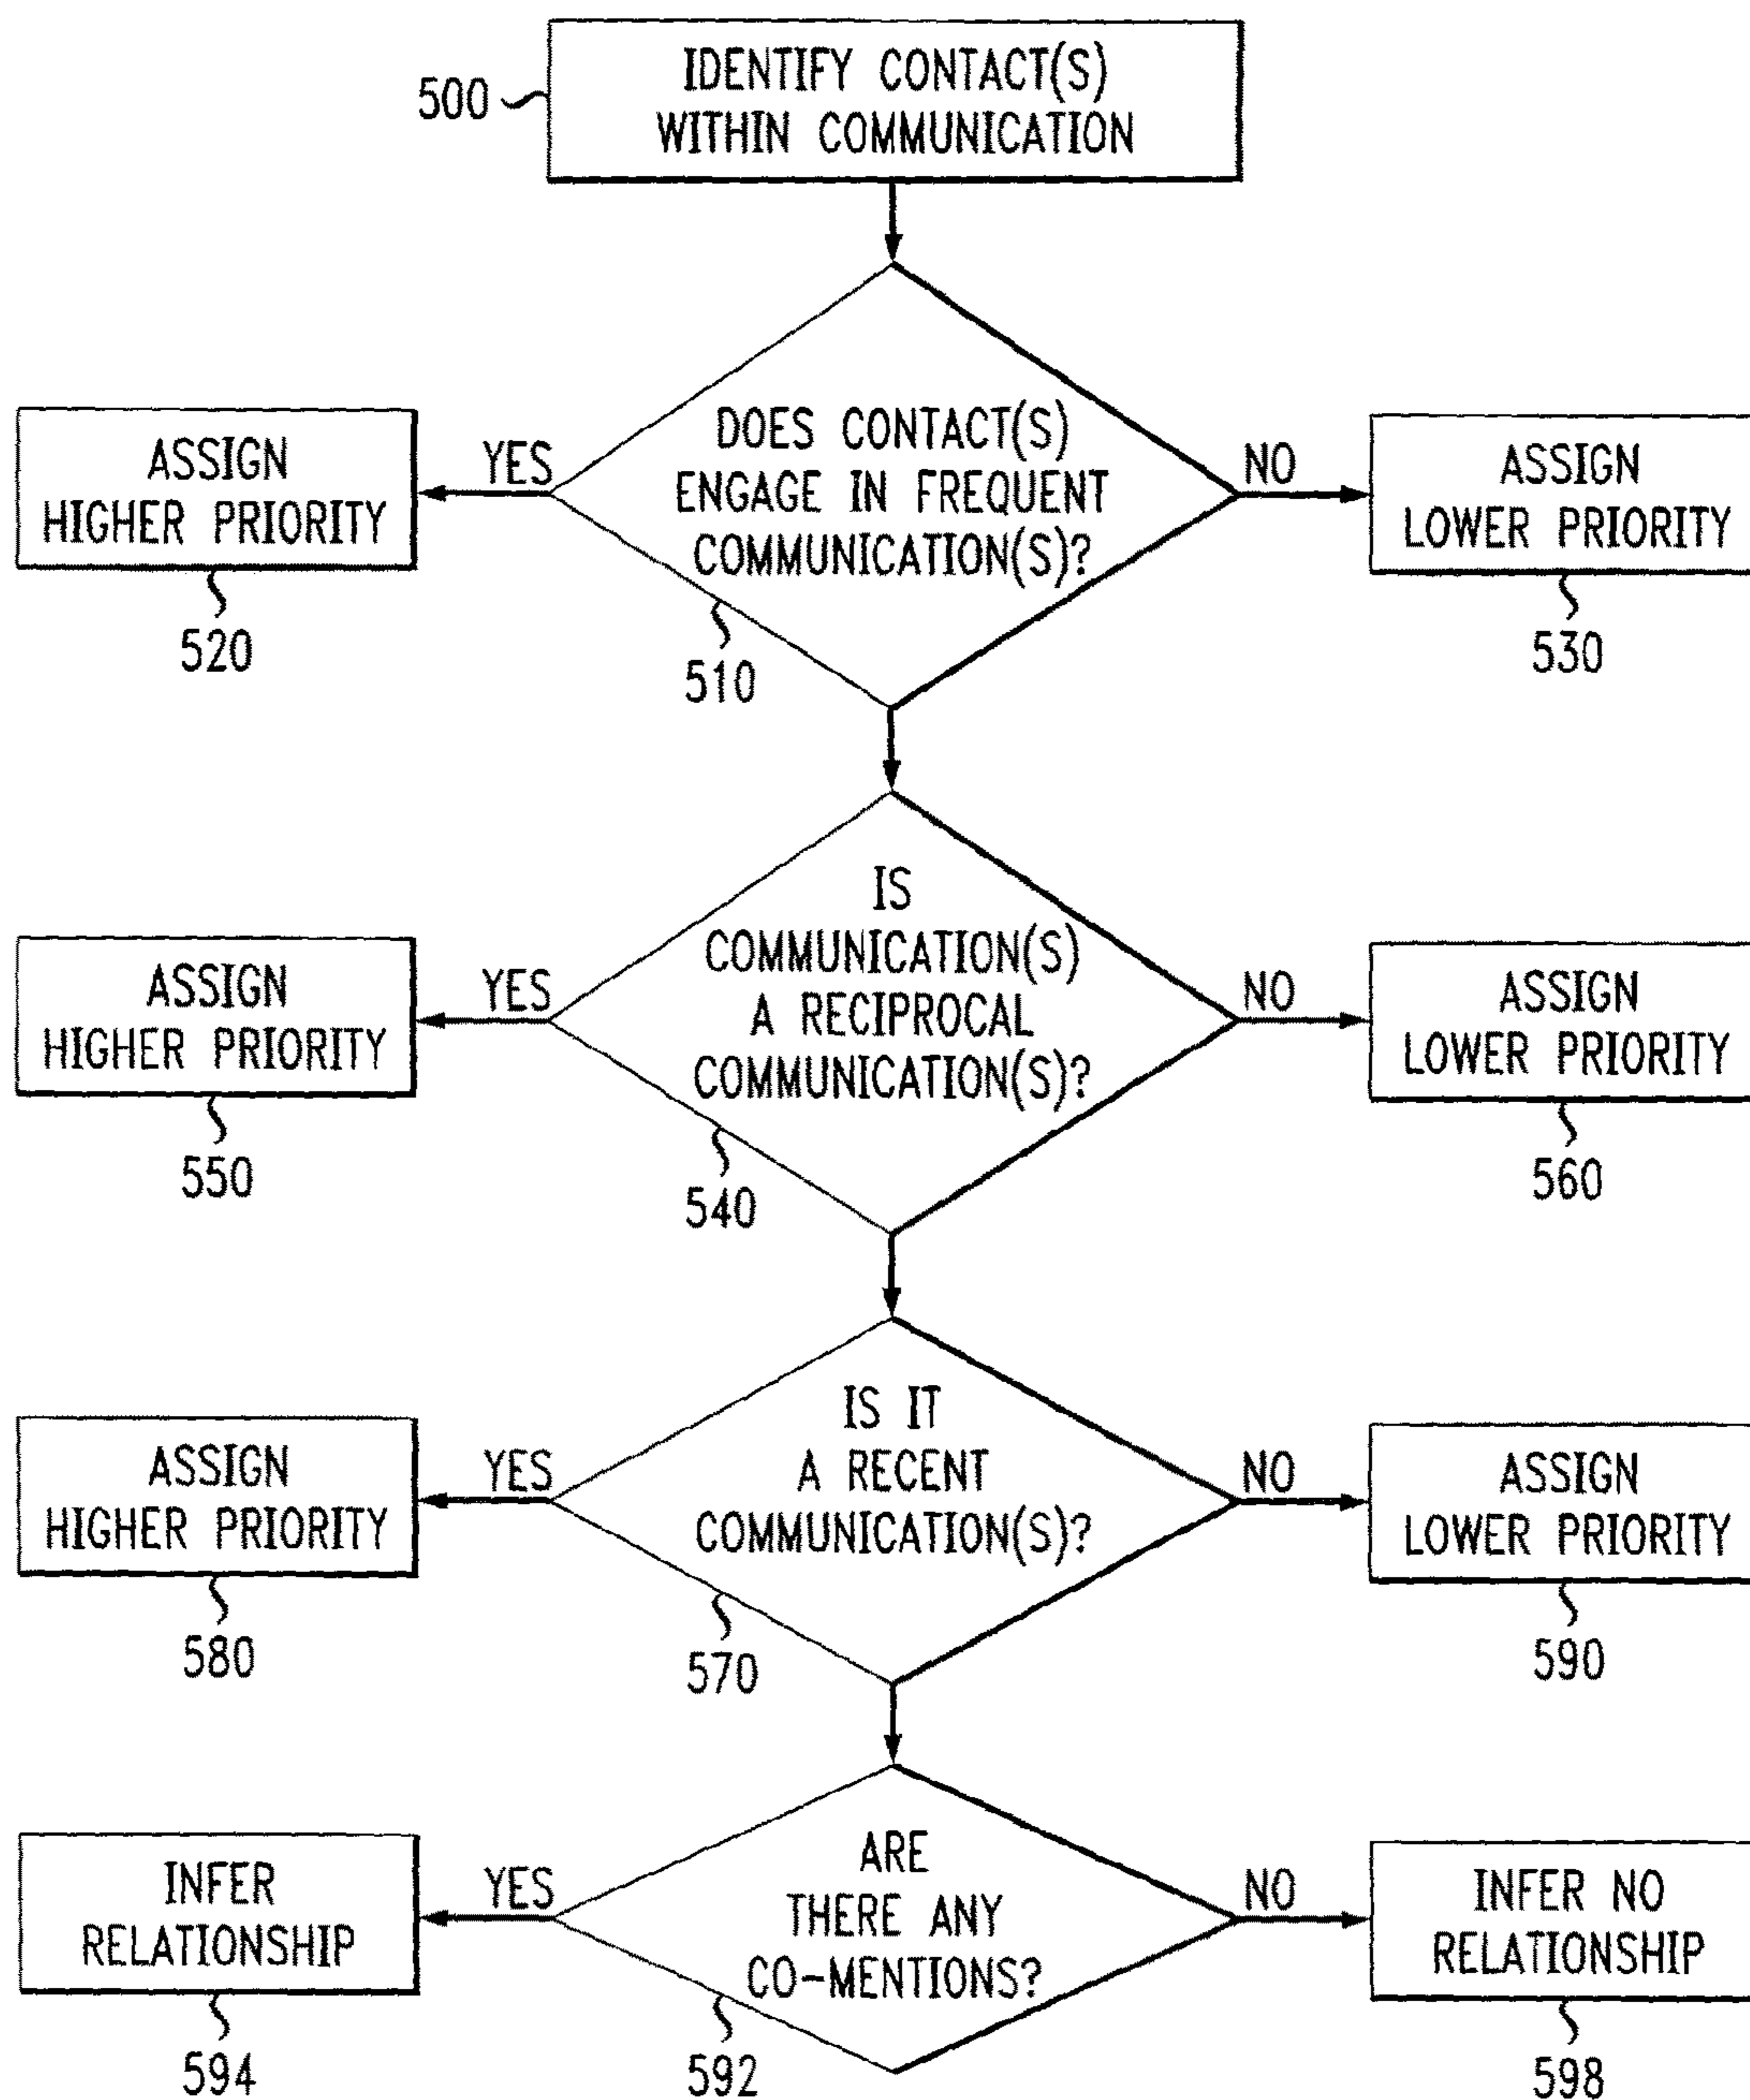 IDENTIFY CONTACT(S)
WITHIN COMMUNICATION
500
DOES CONTACT(S)
ENGAGE IN FREQUENT
COMMUNICATION(S)?
510
YES
NO
ASSIGN
HIGHER PRIORITY
520
ASSIGN
LOWER PRIORITY
530
IS
COMMUNICATION(S)
A RECIPROCAL
COMMUNICATION(S)?
540
YES
NO
ASSIGN
HIGHER PRIORITY
550
ASSIGN
LOWER PRIORITY
560
IS IT
A RECENT
COMMUNICATION(S)?
570
YES
NO
ASSIGN
HIGHER PRIORITY
580
ASSIGN
LOWER PRIORITY
590
ARE
THERE ANY
CO-MENTIONS?
592
YES
NO
INFER
RELATIONSHIP
594
INFER NO
RELATIONSHIP
598